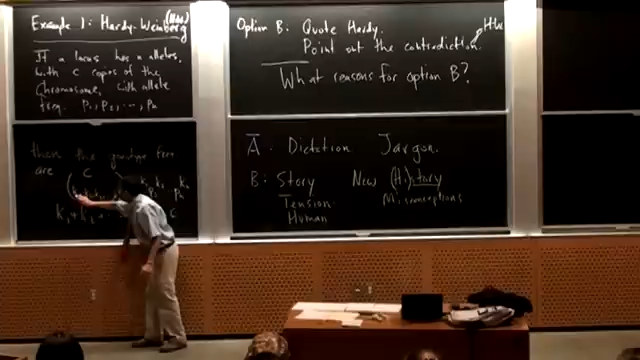 Example 1: Hardy-Weinberg
If a locus has n alleles,
with c copies of the
Chromosome, with allele
freq. P₁, P₂, ..., Pn
then the genotype freq
are
Option B: Quote Hardy.
Point out the contradiction. HW
What reasons for option B?
A. Dictation Jargon.
B: Story New (Hi)story
Tension Misconceptions
Human